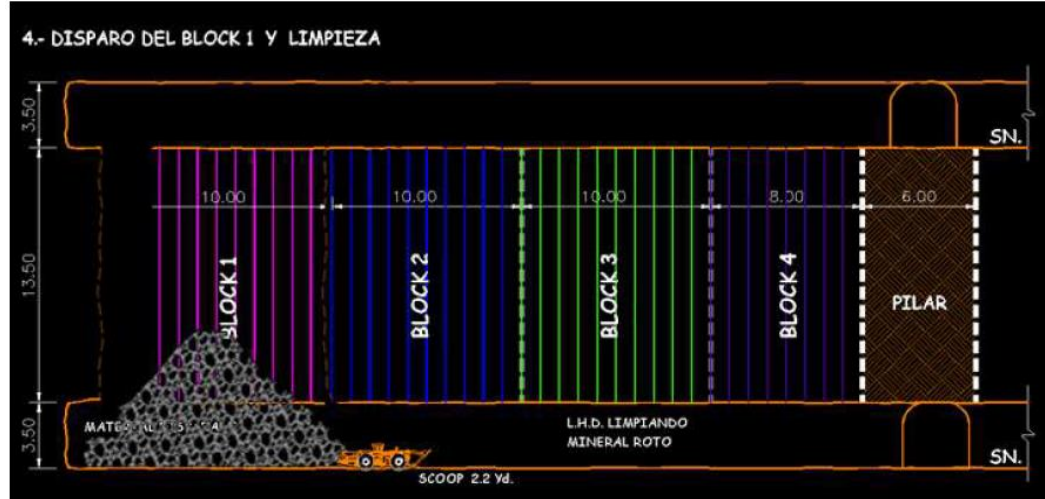 4.- DISPARO DEL BLOCK 1 Y LIMPIEZA
3.50
SN.
10.00
10.00
10.00
8.00
6.00
13.50
BLOCK 1
BLOCK 2
BLOCK 3
BLOCK 4
PILAR
3.50
L.H.D. LIMPIANDO
MINERAL ROTO
SN.
SCOOP 2.2 Yd.